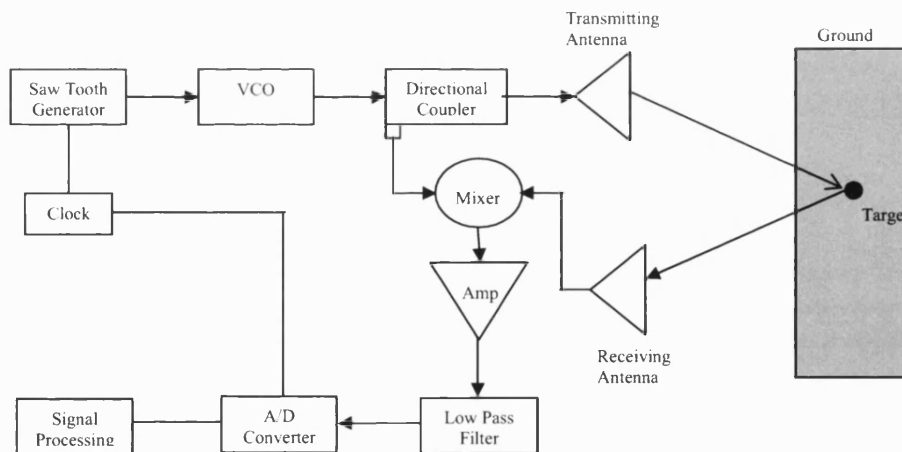 Transmitting
Antenna
Ground
Saw Tooth
Generator
VCO
Directional
Coupler
Mixer
Clock
Targe
Amp
Receiving
Antenna
Signal
Processing
A/D
Converter
Low Pass
Filter